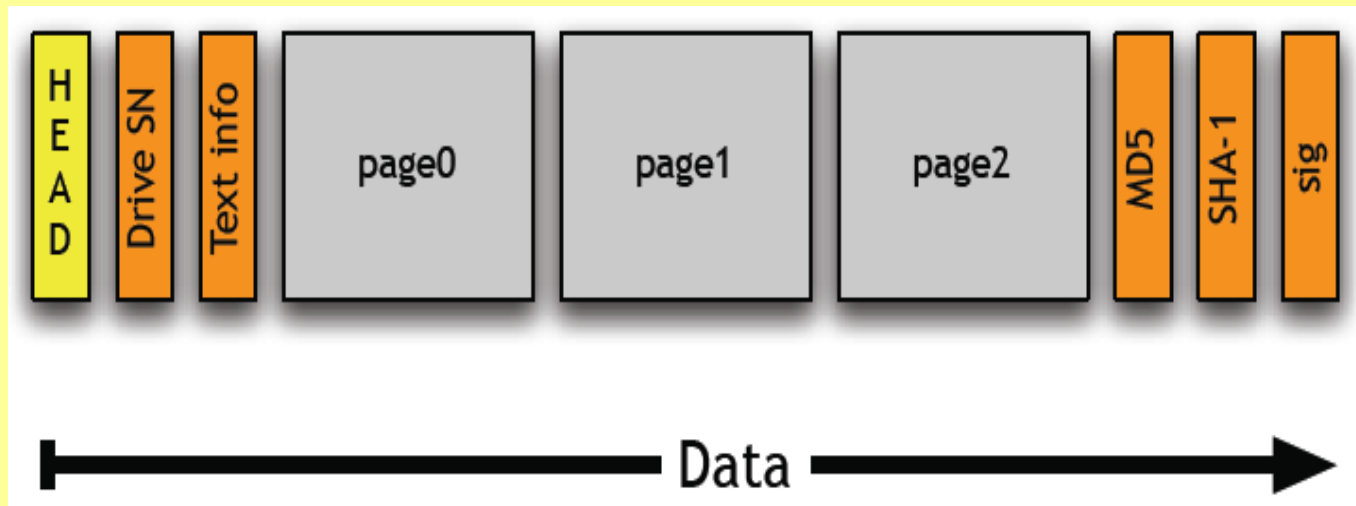 HEAD
Drive SN
Text info
page0
page1
page2
MD5
SHA-1
sig
Data